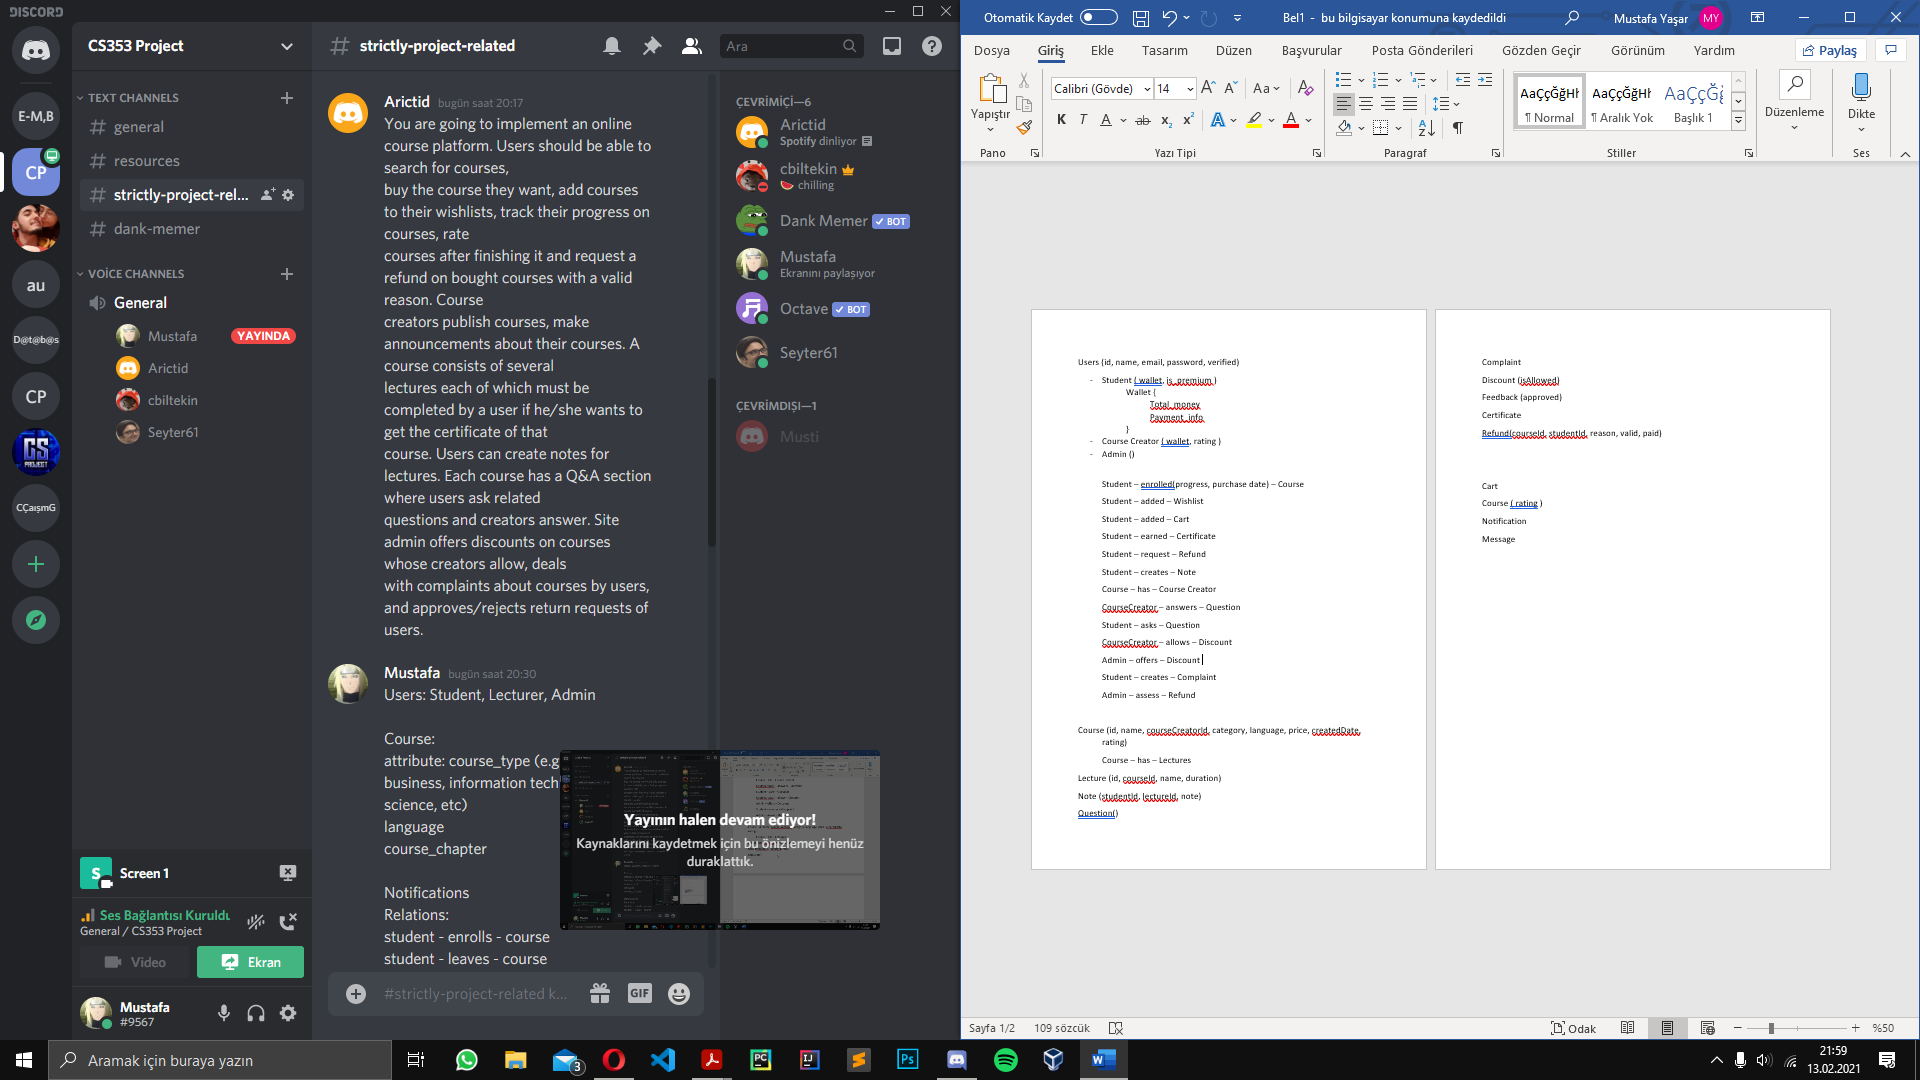 DISCORD
CS353 Project
TEXT CHANNELS
general
resources
strictly-project-rel...
dank-memer
VOİCE CHANNELS
General
Mustafa
YAYINDA
Arictid
cbiltekin
Seyter61
E-M,B
CP
au
D@t@b@s
CP
CS
PROJECT
CÇaışmG
S
Screen 1
Ses Bağlantısı Kuruldu
General / CS353 Project
Video
Ekran
Mustafa
#9567
strictly-project-related
Ara
Arictid bugün saat 20:17
You are going to implement an online
course platform. Users should be able to
search for courses,
buy the course they want, add courses
to their wishlists, track their progress on
courses, rate
courses after finishing it and request a
refund on bought courses with a valid
reason. Course
creators publish courses, make
announcements about their courses. A
course consists of several
lectures each of which must be
completed by a user if he/she wants to
get the certificate of that
course. Users can create notes for
lectures. Each course has a Q&A section
where users ask related
questions and creators answer. Site
admin offers discounts on courses
whose creators allow, deals
with complaints about courses by users,
and approves/rejects return requests of
users.
Mustafa bugün saat 20:30
Users: Student, Lecturer, Admin
Course:
attribute: course_type (e.g
business, information tech
science, etc)
language
course_chapter
Notifications
Relations:
student - enrolls - course
student - leaves - course
#strictly-project-related k...
GIF
Yayının halen devam ediyor!
Kaynaklarını kaydetmek için bu önizlemeyi henüz
duraklattık.
ÇEVRİMİÇİ—6
Arictid
Spotify dinliyor
cbiltekin
chilling
Dank Memer BOT
Mustafa
Ekranını paylaşıyor
Octave BOT
Seyter61
ÇEVRİMDIŞI—1
Musti
Otomatik Kaydet
Bel1 - bu bilgisayar konumuna kaydedildi
Mustafa Yaşar
MY
Dosya Giriş Ekle Tasarım Düzen Başvurular Posta Gönderileri Gözden Geçir Görünüm Yardım
Paylaş
Yapıştır
Pano
Calibri (Gövde) 14
K T A ab x₂ x²
Yazı Tipi
Paragraf
AaÇçĞğHl AaÇçĞğHl AaÇçĞğ
¶ Normal ¶ Aralık Yok Başlık 1
Stiller
Düzenleme
Dikte
Ses
Users (id, name, email, password, verified)
- Student ( wallet, is_premium )
Wallet {
Total_money
Payment_info
}
- Course Creator ( wallet, rating )
- Admin ()
Student – enrolled(progress, purchase date) – Course
Student – added – Wishlist
Student – added – Cart
Student – earned – Certificate
Student – request – Refund
Student – creates – Note
Course – has – Course Creator
CourseCreator – answers – Question
Student – asks – Question
CourseCreator – allows – Discount
Admin – offers – Discount
Student – creates – Complaint
Admin – assess – Refund
Course (id, name, courseCreatorId, category, language, price, createdDate,
rating)
Course – has – Lectures
Lecture (id, courseId, name, duration)
Note (studentId, lectureId, note)
Question()
Complaint
Discount (isAllowed)
Feedback (approved)
Certificate
Refund(courseId, studentId, reason, valid, paid)
Cart
Course ( rating )
Notification
Message
Sayfa 1/2 109 sözcük
Odak
%50
Aramak için buraya yazın
3
21:59
13.02.2021